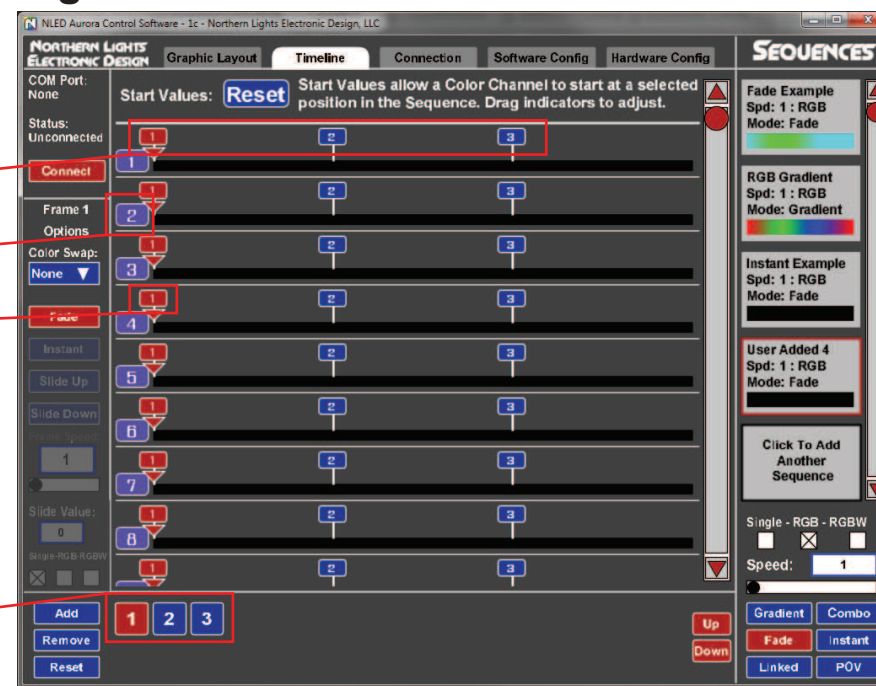 NLED Aurora Control Software - 1c - Northern Lights Electronic Design, LLC
NORTHERN LIGHTS
ELECTRONIC DESIGN
Graphic Layout
Timeline
Connection
Software Config
Hardware Config
SEQUENCES
COM Port:
None
Status:
Unconnected
Connect
Frame 1
Options
Color Swap:
None
Fade
Instant
Slide Up
Slide Down
Frame Speed:
1
Slide Value:
0
Single-RGB-RGBW
Add
Remove
Reset
Start Values:
Reset
Start Values allow a Color Channel to start at a selected
position in the Sequence. Drag indicators to adjust.
1 2 3
1
1 2 3
2
1 2 3
3
1 2 3
4
1 2 3
5
1 2 3
6
1 2 3
7
1 2 3
8
1 2 3
1 2 3
Up
Down
Fade Example
Spd: 1 : RGB
Mode: Fade
RGB Gradient
Spd: 1 : RGB
Mode: Gradient
Instant Example
Spd: 1 : RGB
Mode: Fade
User Added 4
Spd: 1 : RGB
Mode: Fade
Click To Add
Another
Sequence
Single - RGB - RGBW
Speed: 1
Gradient Combo
Fade Instant
Linked POV